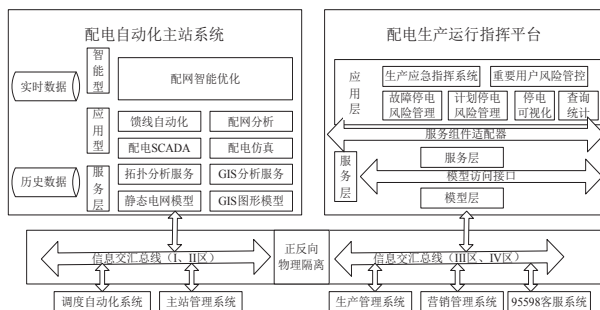 配电自动化主站系统
实时数据
历史数据
智能型
配网智能优化
应用型
馈线自动化
配网分析
配电SCADA
配电仿真
服务层
拓扑分析服务
GIS分析服务
静态电网模型
GIS图形模型
配电生产运行指挥平台
应用层
生产应急指挥系统
重要用户风险管控
故障停电
风险管理
计划停电
风险管理
停电
可视化
查询
统计
服务组件适配器
服务层
服务层
模型访问接口
模型层
信息交汇总线（I、II区）
正反向
物理隔离
信息交汇总线（III区、IV区）
调度自动化系统
主站管理系统
生产管理系统
营销管理系统
95598客服系统